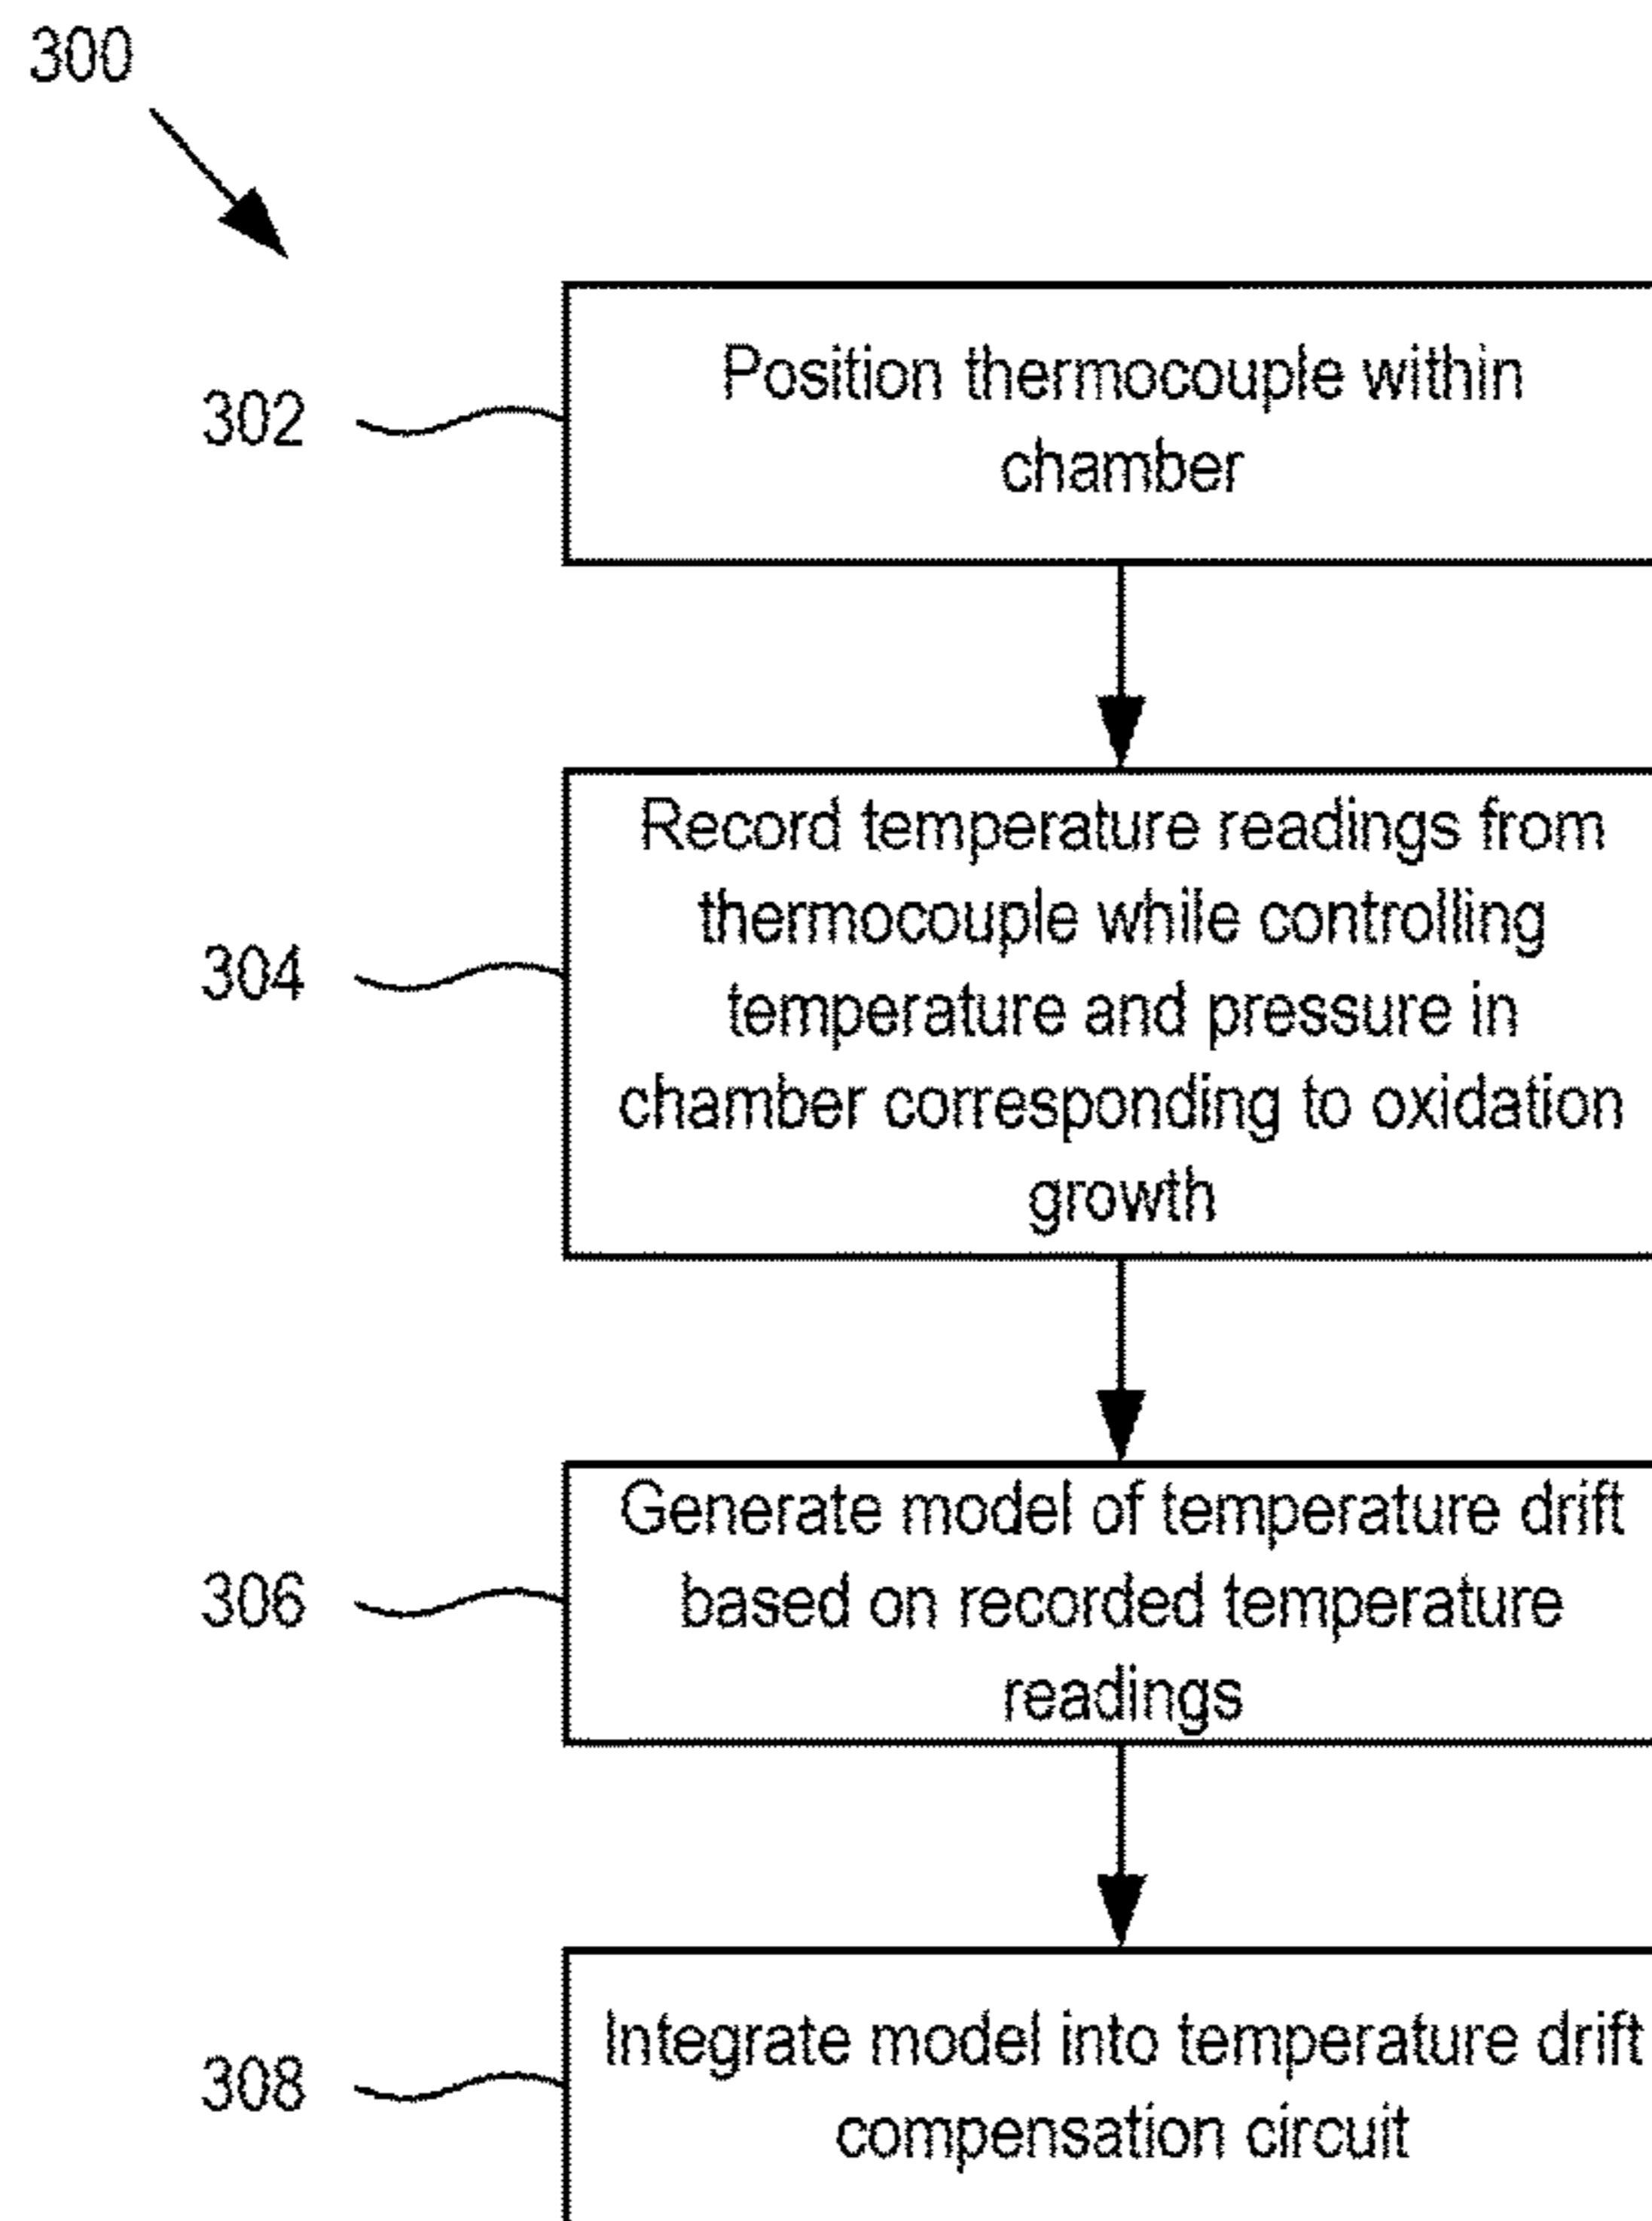 300
302
Position thermocouple within
chamber
304
Record temperature readings from
thermocouple while controlling
temperature and pressure in
chamber corresponding to oxidation
growth
306
Generate model of temperature drift
based on recorded temperature
readings
308
Integrate model into temperature drift
compensation circuit